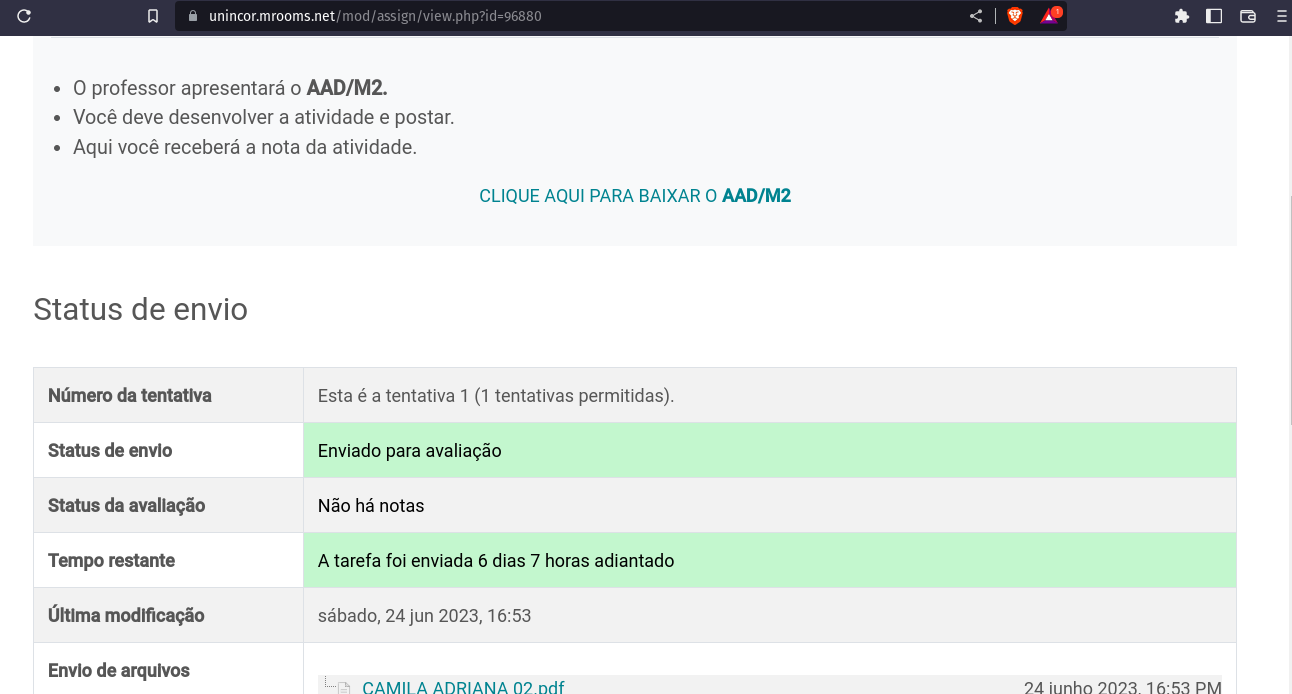 unincor.mrooms.net/mod/assign/view.php?id=96880
1
O professor apresentará o AAD/M2.
Você deve desenvolver a atividade e postar.
Aqui você receberá a nota da atividade.
CLIQUE AQUI PARA BAIXAR O AAD/M2
Status de envio
Número da tentativa Esta é a tentativa 1 (1 tentativas permitidas).
Status de envio Enviado para avaliação
Status da avaliação Não há notas
Tempo restante A tarefa foi enviada 6 dias 7 horas adiantado
Última modificação sábado, 24 jun 2023, 16:53
Envio de arquivos
CAMILA ADRIANA 02.pdf 24 junho 2023, 16:53 PM